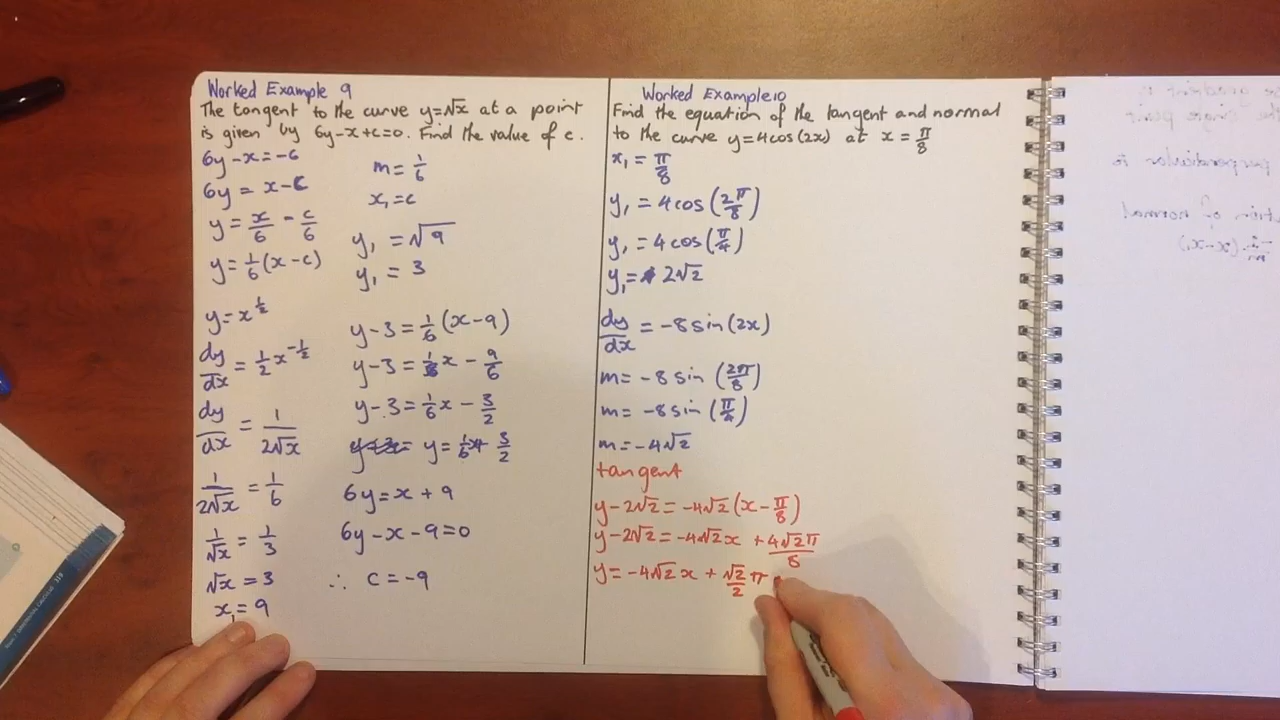 Worked Example 9
The tangent to the curve y=√x at a point
is given by 6y-x+c=0. Find the value of c.
6y-x=-c
6y = x-c
y = x/6 - c/6
y = 1/6(x-c)
y = x^(1/2)
dy/dx = 1/2 x^(-1/2)
dy/dx = 1/(2√x)
1/(2√x) = 1/6
1/√x = 1/3
√x = 3
x₁ = 9
m = 1/6
x₁ = c
y₁ = √9
y₁ = 3
y-3 = 1/6(x-9)
y-3 = 1/6x - 9/6
y-3 = 1/6x - 3/2
y = 1/6x + 3/2
6y = x + 9
6y-x-9=0
∴ c = -9
Worked Example 10
Find the equation of the tangent and normal
to the curve y=4cos(2x) at x = π/8
x₁ = π/8
y₁ = 4cos(2π/8)
y₁ = 4cos(π/4)
y₁ = 2√2
dy/dx = -8sin(2x)
m = -8sin(2π/8)
m = -8sin(π/4)
m = -4√2
tangent
y-2√2 = -4√2(x-π/8)
y-2√2 = -4√2x + 4√2π/8
y = -4√2x + √2/2 π